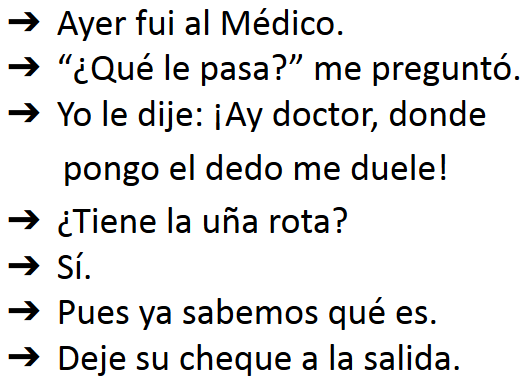 ➔ Ayer fui al Médico.
➔ “¿Qué le pasa?” me preguntó.
➔ Yo le dije: ¡Ay doctor, donde
pongo el dedo me duele!
➔ ¿Tiene la uña rota?
➔ Sí.
➔ Pues ya sabemos qué es.
➔ Deje su cheque a la salida.